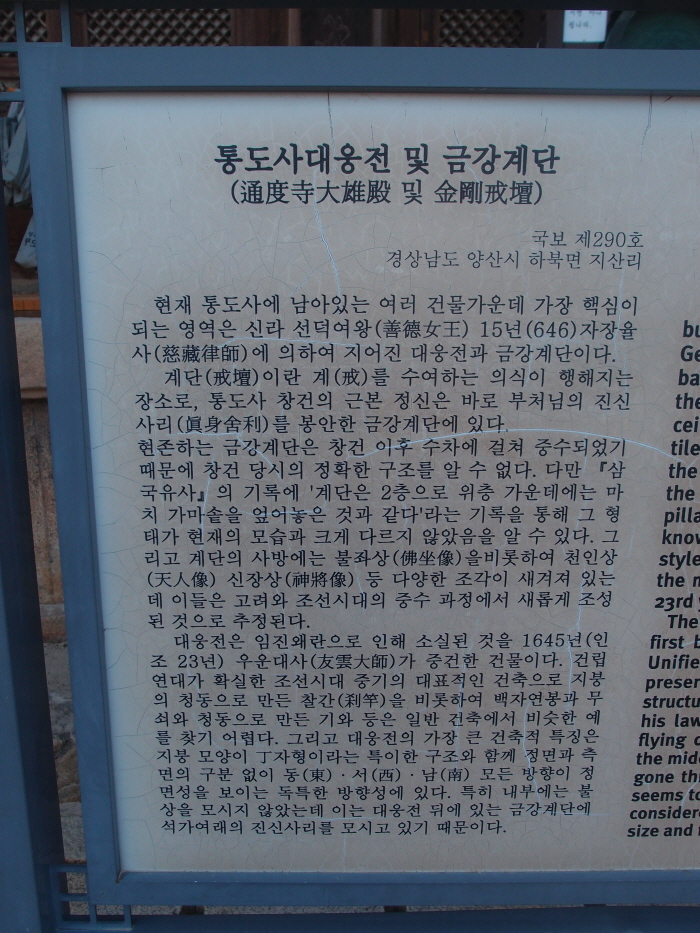 통도사대웅전 및 금강계단
(通度寺大雄殿 및 金剛戒壇)
국보 제290호
경상남도 양산시 하북면 지산리
현재 통도사에 남아있는 여러 건물가운데 가장 핵심이
되는 영역은 신라 선덕여왕(善德女王) 15년(646)자장율
사(慈藏律師)에 의하여 지어진 대웅전과 금강계단이다.
계단(戒壇)이란 계(戒)를 수여하는 의식이 행해지는
장소로, 통도사 창건의 근본 정신은 바로 부처님의 진신
사리(眞身舍利)를 봉안한 금강계단에 있다.
현존하는 금강계단은 창건 이후 수차에 걸쳐 중수되었기
때문에 창건 당시의 정확한 구조를 알 수 없다. 다만 『삼
국유사』의 기록에 '계단은 2층으로 위층 가운데에는 마
치 가미솥을 엎어놓은 것과 같다'라는 기록을 통해 그 형
태가 현재의 모습과 크게 다르지 않았음을 알 수 있다. 그
리고 계단의 사방에는 불좌상(佛坐像)을비롯하여 천인상
(天人像) 신장상(神將像) 등 다양한 조각이 새겨져 있는
데 이들은 고려와 조선시대의 중수 과정에서 새롭게 조성
된 것으로 추정된다.
대웅전은 임진왜란으로 인해 소실된 것을 1645년(인
조 23년) 우운대사(友雲大師)가 중건한 건물이다. 건립
연대가 확실한 조선시대 중기의 대표적인 건축으로 지붕
의 청동으로 만든 찰간(刹竿)을 비롯하여 백자연봉과 무
쇠와 청동으로 만든 기와 등은 일반 건축에서 비슷한 예
를 찾기 어렵다. 그리고 대웅전의 가장 큰 건축적 특징은
지붕 모양이 丁자형이라는 특이한 구조와 함께 정면과 측
면의 구분 없이 동(東)·서(西)·남(南) 모든 방향이 정
면성을 보이는 독특한 방향성에 있다. 특히 내부에는 불
상을 모시지 않았는데 이는 대웅전 뒤에 있는 금강계단에
석가여래의 진신사리를 모시고 있기 때문이다.
bu
Ge
ba
the
cei
tile
the
the
pilla
know
style
the n
23rd
The
first b
Unifie
presen
structu
his law
flying c
the mid
gone th
seems to
considere
size and